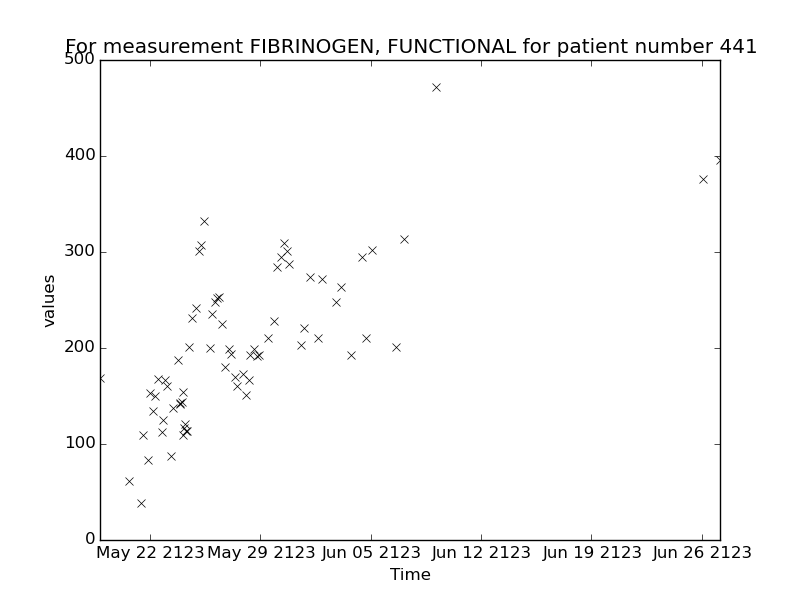 For measurement FIBRINOGEN, FUNCTIONAL for patient number 441
500
400
300
200
100
0
values
May 22 2123 May 29 2123 Jun 05 2123 Jun 12 2123 Jun 19 2123 Jun 26 2123
Time